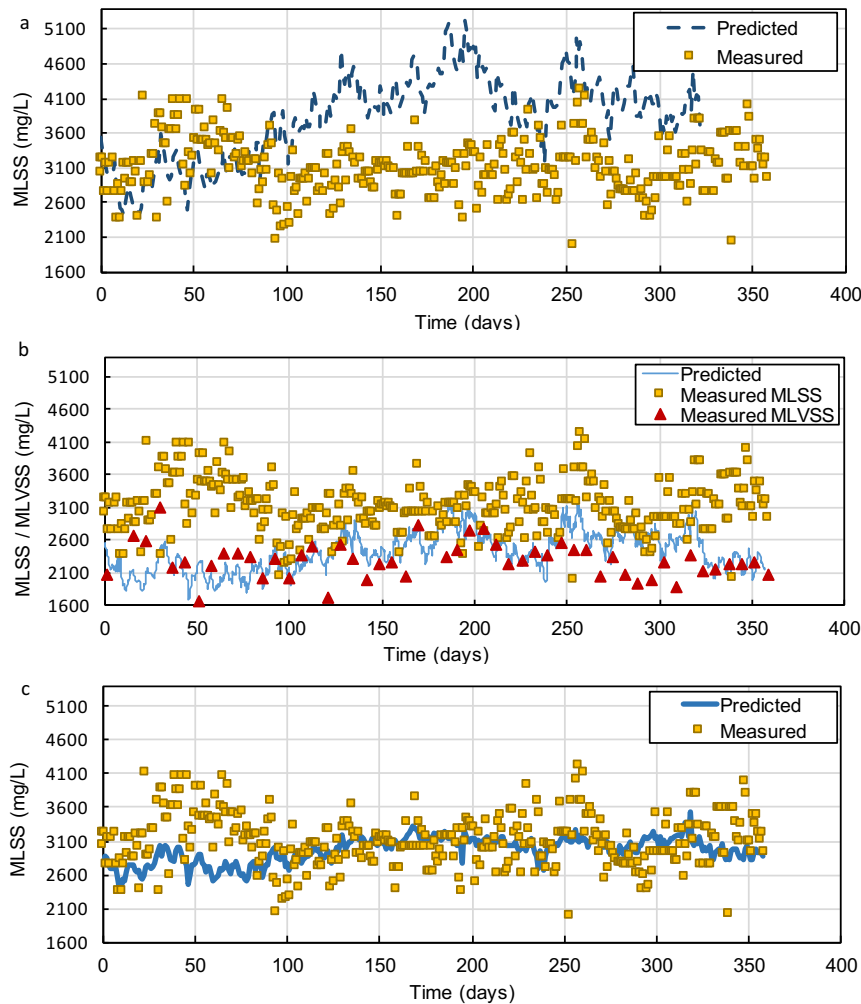 a
5100
4600
4100
3600
3100
2600
2100
1600
MLSS (mg/L)
Predicted
Measured
0 50 100 150 200 250 300 350 400
Time (days)
b
5100
4600
4100
3600
3100
2600
2100
1600
MLSS / MLVSS (mg/L)
Predicted
Measured MLSS
Measured MLVSS
0 50 100 150 200 250 300 350 400
Time (days)
c
5100
4600
4100
3600
3100
2600
2100
1600
MLSS (mg/L)
Predicted
Measured
0 50 100 150 200 250 300 350 400
Time (days)